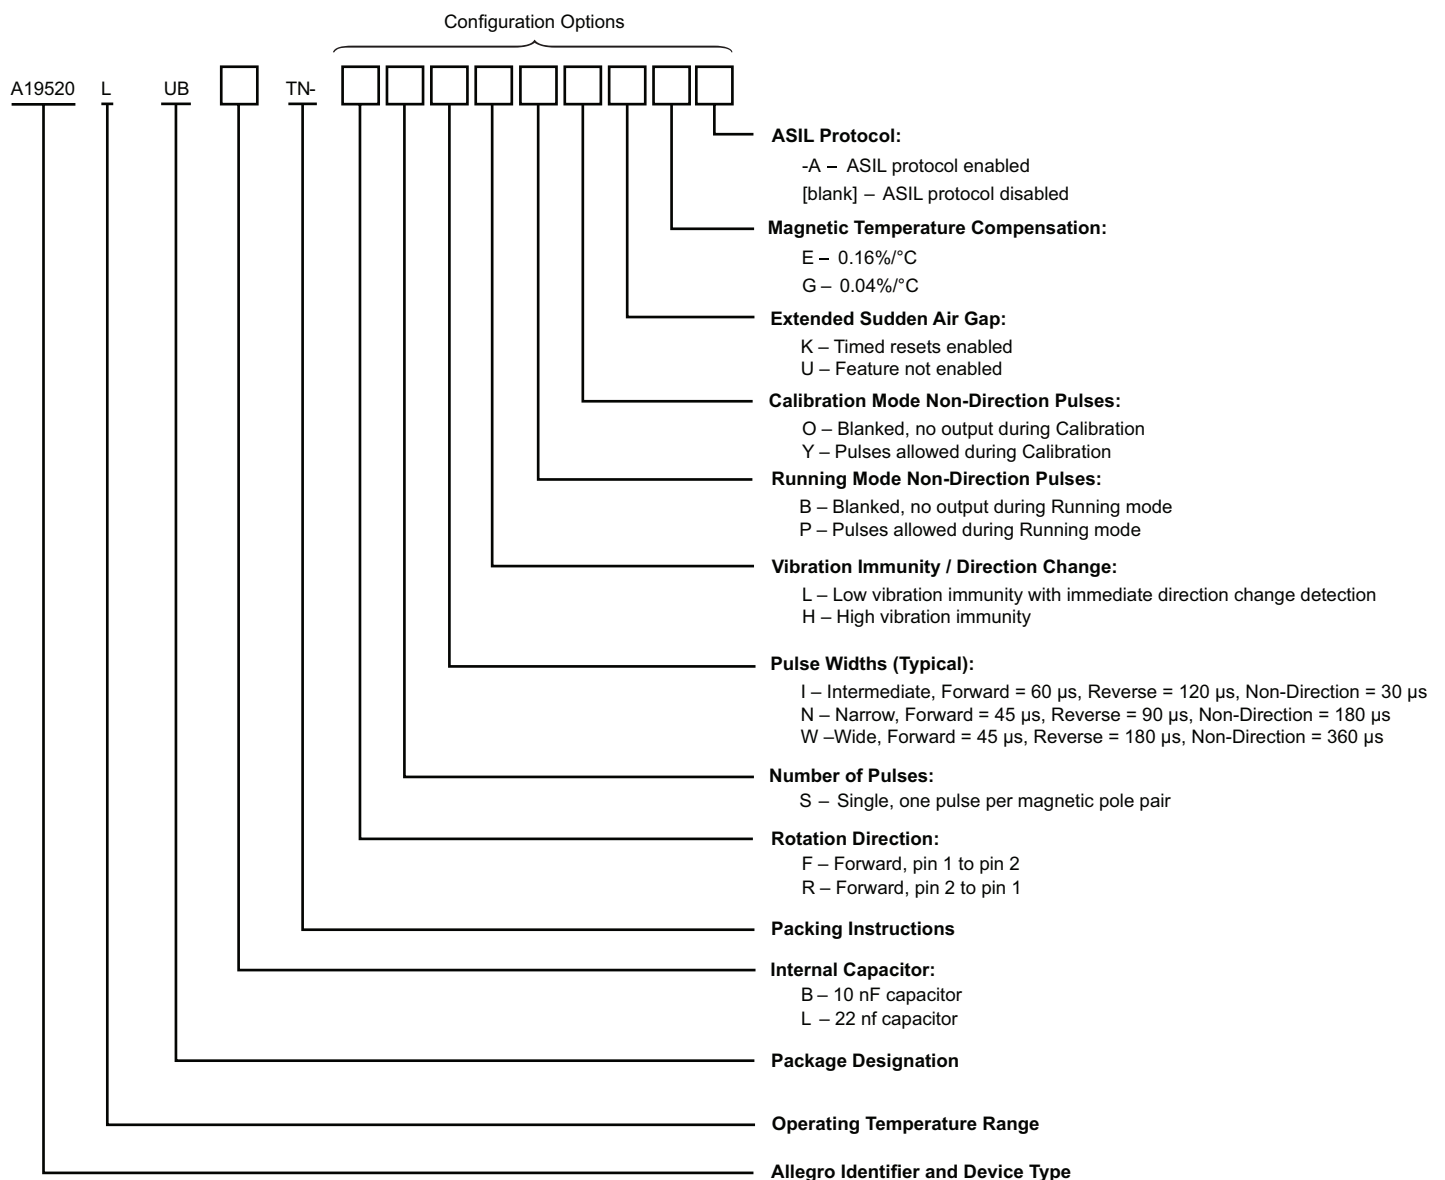 Configuration Options
A19520 L UB TN-
ASIL Protocol:
-A – ASIL protocol enabled
[blank] – ASIL protocol disabled
Magnetic Temperature Compensation:
E – 0.16%/°C
G – 0.04%/°C
Extended Sudden Air Gap:
K – Timed resets enabled
U – Feature not enabled
Calibration Mode Non-Direction Pulses:
O – Blanked, no output during Calibration
Y – Pulses allowed during Calibration
Running Mode Non-Direction Pulses:
B – Blanked, no output during Running mode
P – Pulses allowed during Running mode
Vibration Immunity / Direction Change:
L – Low vibration immunity with immediate direction change detection
H – High vibration immunity
Pulse Widths (Typical):
I – Intermediate, Forward = 60 µs, Reverse = 120 µs, Non-Direction = 30 µs
N – Narrow, Forward = 45 µs, Reverse = 90 µs, Non-Direction = 180 µs
W –Wide, Forward = 45 µs, Reverse = 180 µs, Non-Direction = 360 µs
Number of Pulses:
S – Single, one pulse per magnetic pole pair
Rotation Direction:
F – Forward, pin 1 to pin 2
R – Forward, pin 2 to pin 1
Packing Instructions
Internal Capacitor:
B – 10 nF capacitor
L – 22 nf capacitor
Package Designation
Operating Temperature Range
Allegro Identifier and Device Type